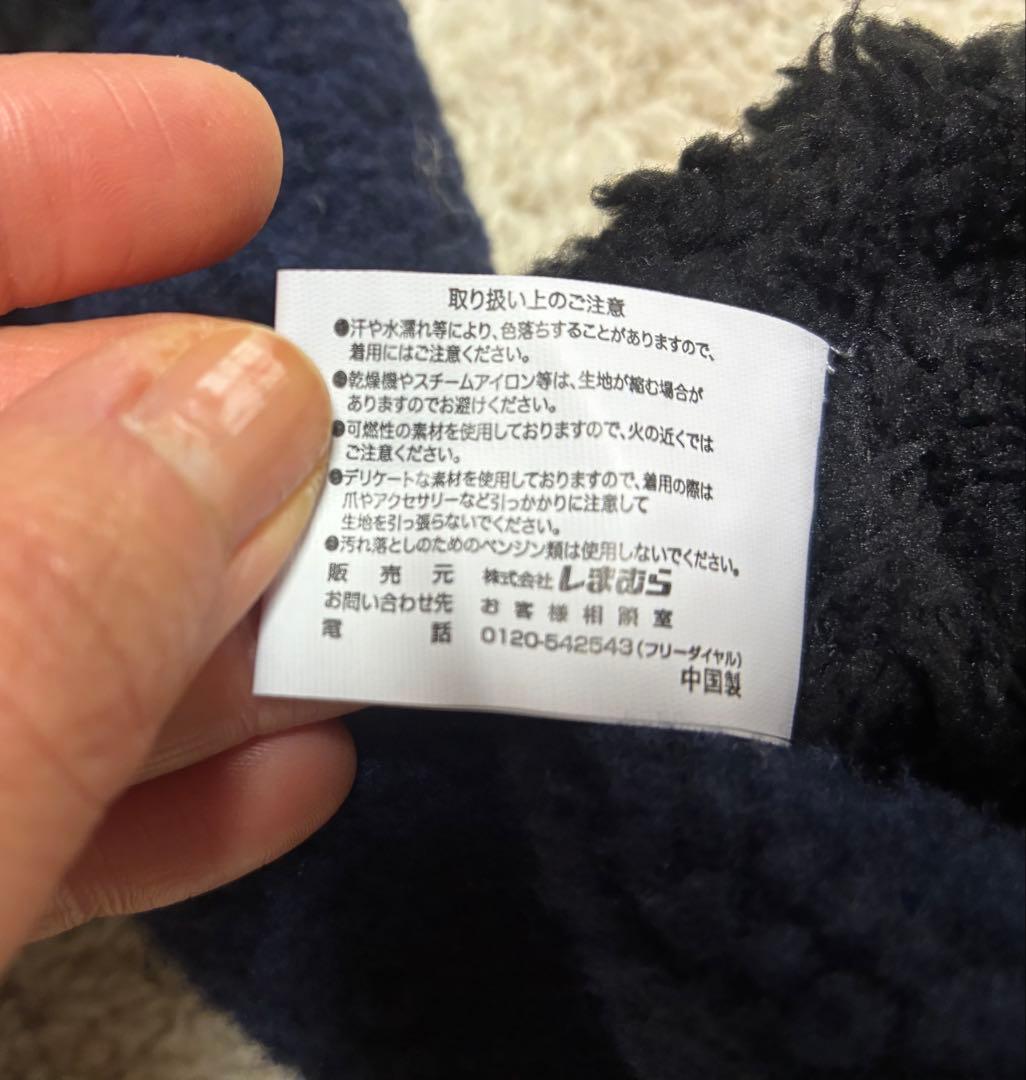 取り扱い上のご注意
●汗や水濡れ等により、色落ちすることがありますので、
着用にはご注意ください。
●乾燥機やスチームアイロン等は、生地が縮む場合が
ありますのでお避けください。
●可燃性の素材を使用しておりますので、火の近くでは
ご注意ください。
●デリケートな素材を使用しておりますので、着用の際は
爪やアクセサリーなど引っかかりに注意して
生地を引っ張らないでください。
●汚れ落としのためのベンジン類は使用しないでください。
販売元 株式会社しまむら
お問い合わせ先 お客様相談室
電話 0120-542543(フリーダイヤル)
中国製